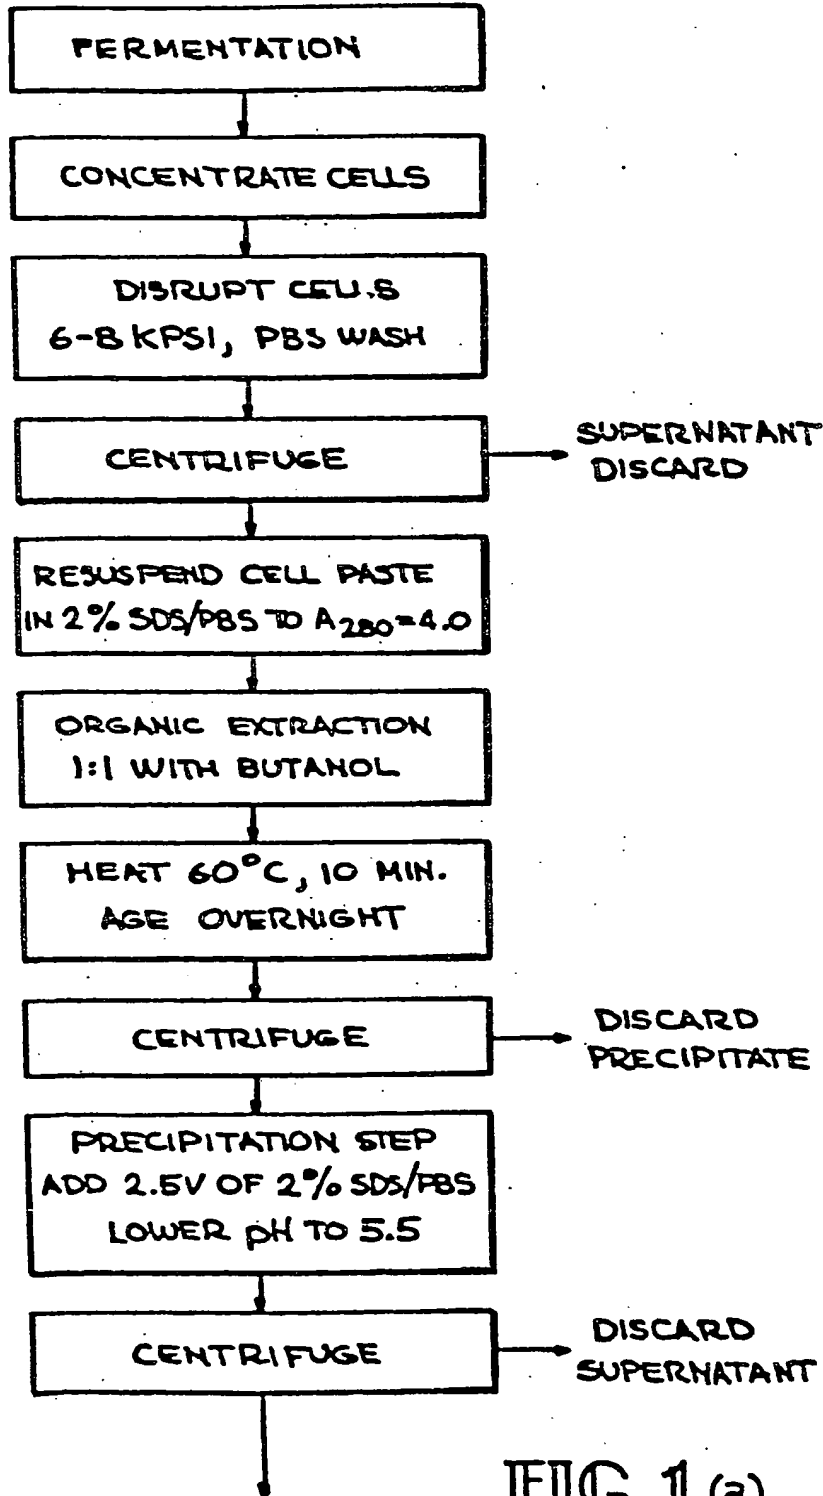 FERMENTATION
CONCENTRATE CELLS
DISRUPT CELLS
6-8 KPSI, PBS WASH
CENTRIFUGE
SUPERNATANT
DISCARD
RESUSPEND CELL PASTE
IN 2% SDS/PBS TO A280=4.0
ORGANIC EXTRACTION
1:1 WITH BUTANOL
HEAT 60°C, 10 MIN.
AGE OVERNIGHT
CENTRIFUGE
DISCARD
PRECIPITATE
PRECIPITATION STEP
ADD 2.5V OF 2% SDS/PBS
LOWER pH TO 5.5
CENTRIFUGE
DISCARD
SUPERNATANT
FIG 1 (a)